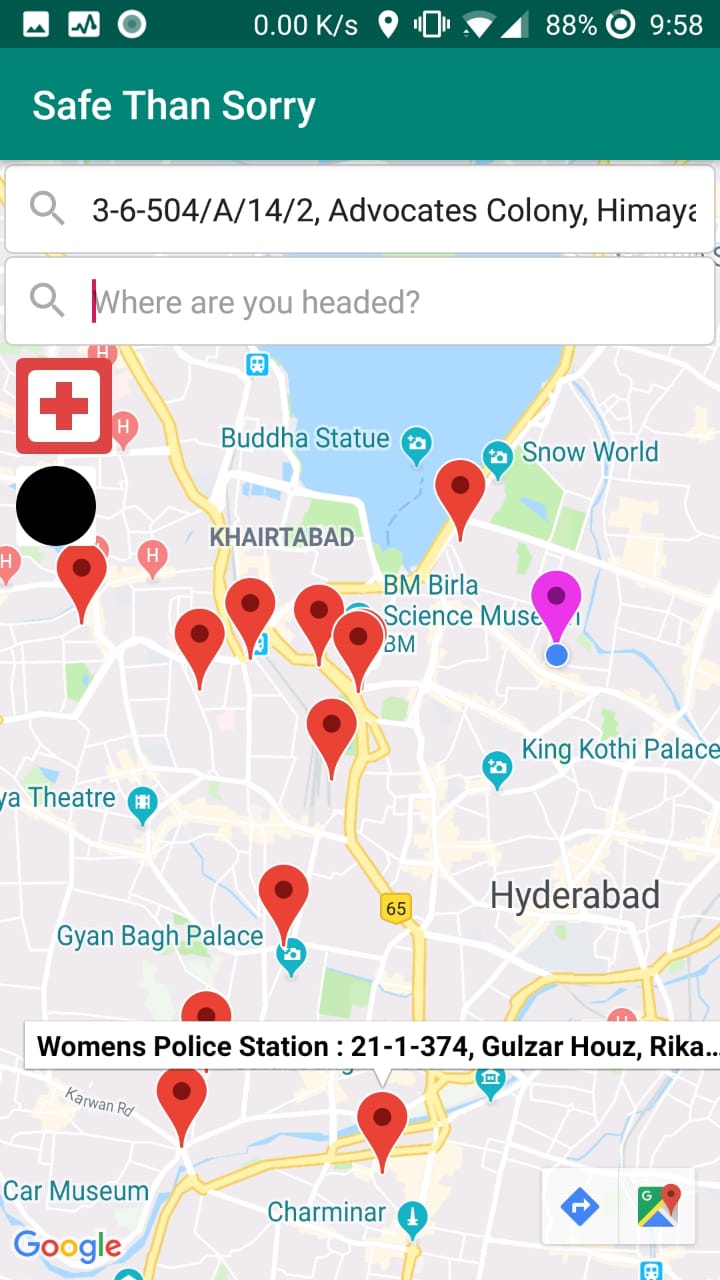 0.00 K/s 88% 9:58
Safe Than Sorry
3-6-504/A/14/2, Advocates Colony, Himaya
Where are you headed?
H
H
Buddha Statue
Snow World
KHAIRTABAD
H
H
BM Birla
Science Muse
BM
King Kothi Palace
ya Theatre
Hyderabad
65
Gyan Bagh Palace
H
Womens Police Station : 21-1-374, Gulzar Houz, Rika...
Karwan Rd
Car Museum
Charminar
G
Google